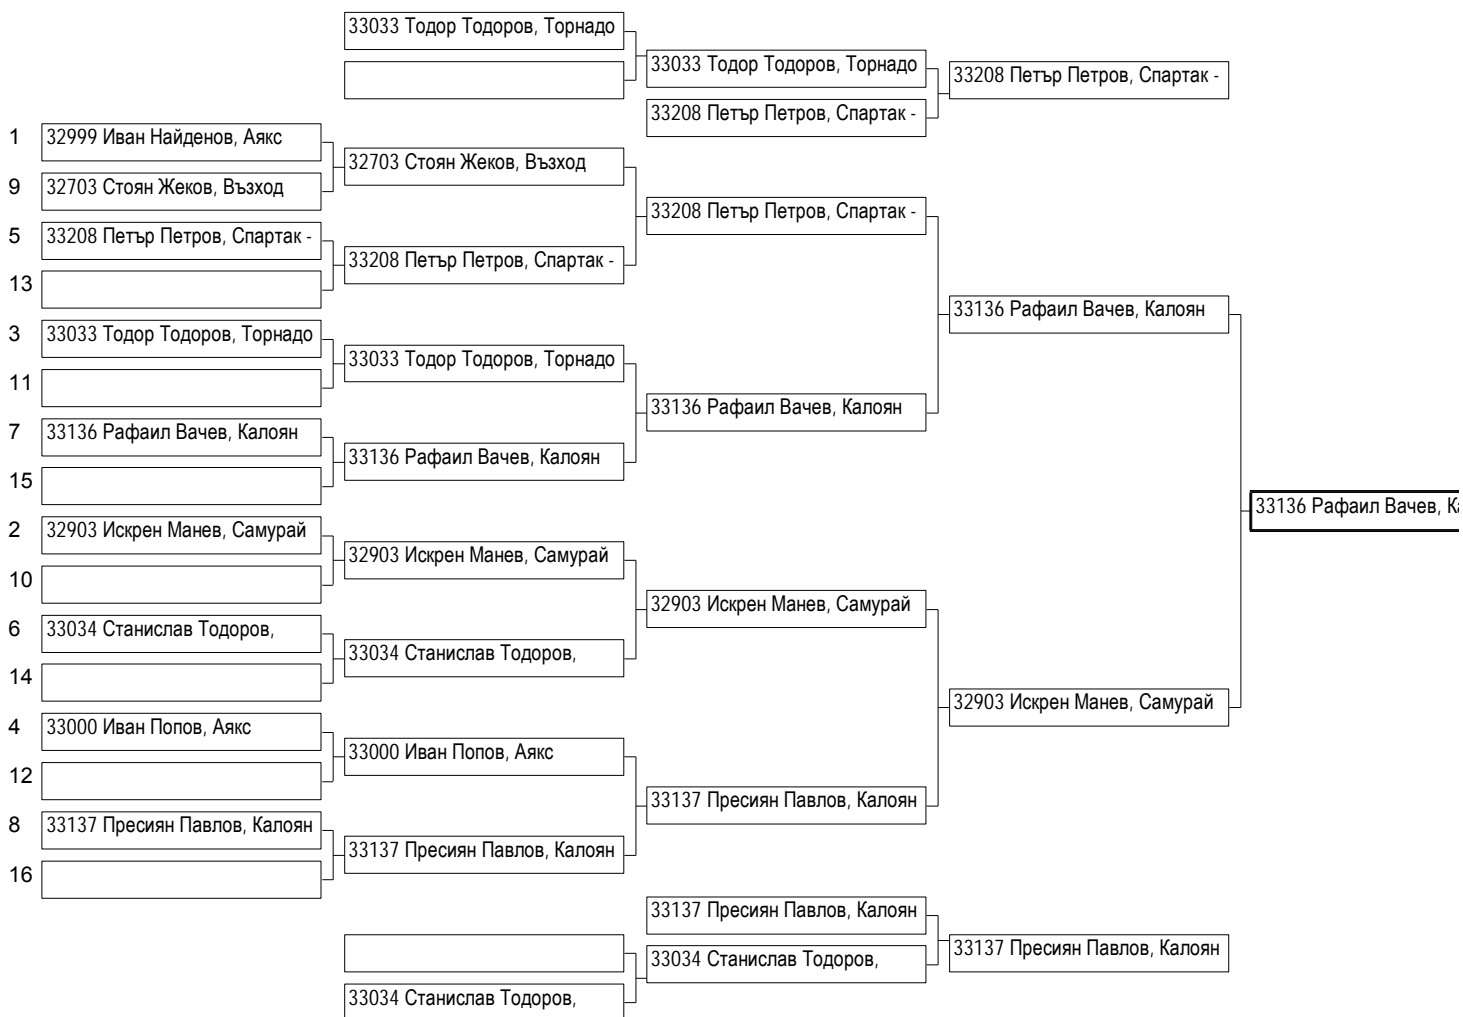 33033 Тодор Тодоров, Торнадо
33033 Тодор Тодоров, Торнадо
33208 Петър Петров, Спартак -
33208 Петър Петров, Спартак -
1 32999 Иван Найденов, Аякс
32703 Стоян Жеков, Възход
9 32703 Стоян Жеков, Възход
33208 Петър Петров, Спартак -
5 33208 Петър Петров, Спартак -
33208 Петър Петров, Спартак -
13
33136 Рафаил Вачев, Калоян
3 33033 Тодор Тодоров, Торнадо
33033 Тодор Тодоров, Торнадо
11
33136 Рафаил Вачев, Калоян
7 33136 Рафаил Вачев, Калоян
33136 Рафаил Вачев, Калоян
15
33136 Рафаил Вачев, Ка
2 32903 Искрен Манев, Самурай
32903 Искрен Манев, Самурай
10
32903 Искрен Манев, Самурай
6 33034 Станислав Тодоров,
33034 Станислав Тодоров,
14
32903 Искрен Манев, Самурай
4 33000 Иван Попов, Аякс
33000 Иван Попов, Аякс
12
33137 Пресиян Павлов, Калоян
8 33137 Пресиян Павлов, Калоян
33137 Пресиян Павлов, Калоян
16
33137 Пресиян Павлов, Калоян
33137 Пресиян Павлов, Калоян
33034 Станислав Тодоров,
33034 Станислав Тодоров,